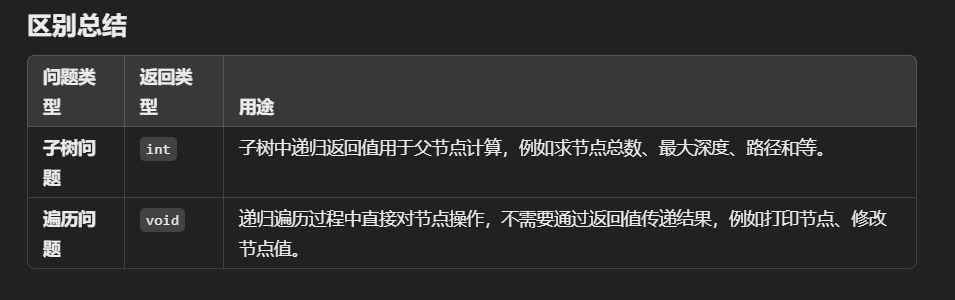 区别总结
问题类
型
返回类
型
用途
子树问
题
int
子树中递归返回值用于父节点计算，例如求节点总数、最大深度、路径和等。
遍历问
题
void
递归遍历过程中直接对节点操作，不需要通过返回值传递结果，例如打印节点、修改
节点值。